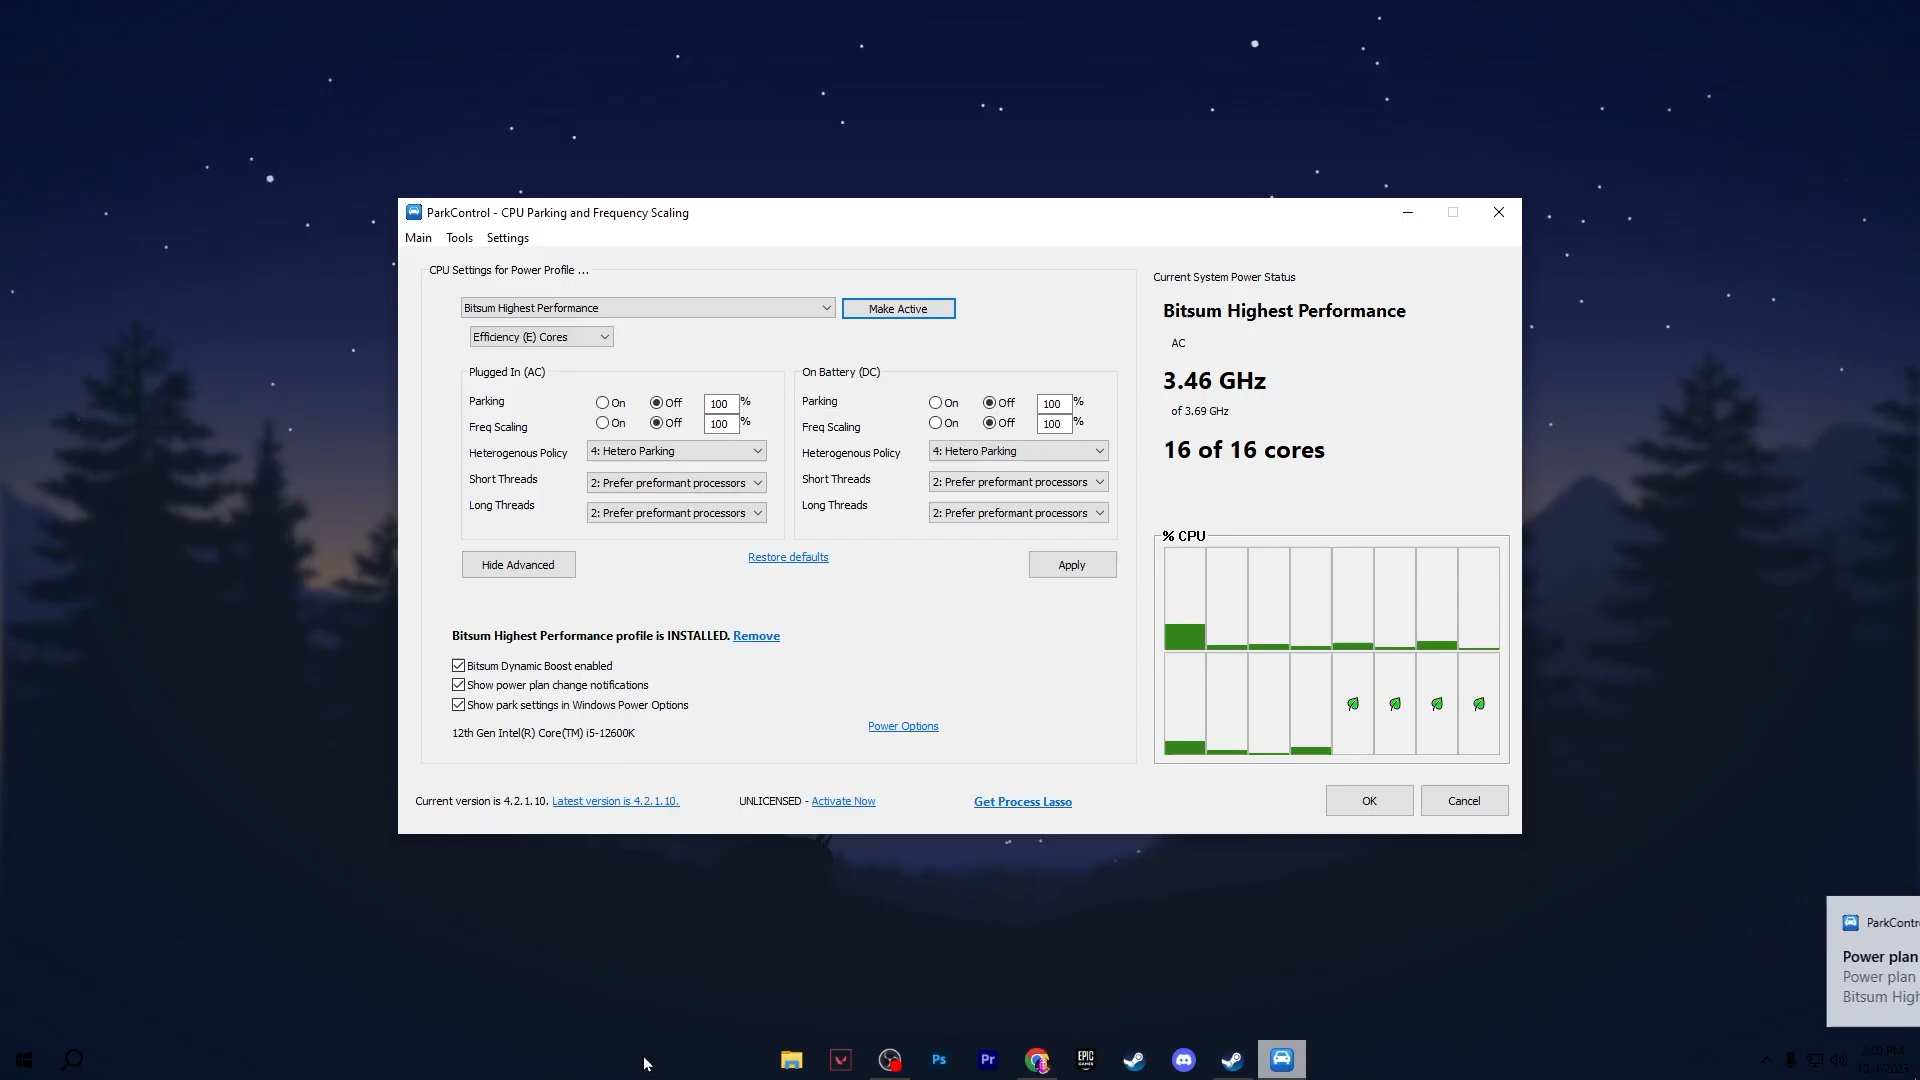 ParkControl - CPU Parking and Frequency Scaling
Main Tools Settings
CPU Settings for Power Profile ...
Bitsum Highest Performance
Make Active
Efficiency (E) Cores
Plugged In (AC)
Parking
On
Off
100
%
Freq Scaling
On
Off
100
%
Heterogenous Policy
4: Hetero Parking
Short Threads
2: Prefer preformant processors
Long Threads
2: Prefer preformant processors
On Battery (DC)
Parking
On
Off
100
%
Freq Scaling
On
Off
100
%
Heterogenous Policy
4: Hetero Parking
Short Threads
2: Prefer preformant processors
Long Threads
2: Prefer preformant processors
Hide Advanced
Restore defaults
Apply
Bitsum Highest Performance profile is INSTALLED. Remove
Bitsum Dynamic Boost enabled
Show power plan change notifications
Show park settings in Windows Power Options
12th Gen Intel(R) Core(TM) i5-12600K
Power Options
Current System Power Status
Bitsum Highest Performance
AC
3.46 GHz
of 3.69 GHz
16 of 16 cores
% CPU
Current version is 4.2.1.10. Latest version is 4.2.1.10.
UNLICENSED - Activate Now
Get Process Lasso
OK
Cancel
ParkContr
Power plan
Power plan
Bitsum High
Ps
Pr
EPIC
GAMES
2:00 PM